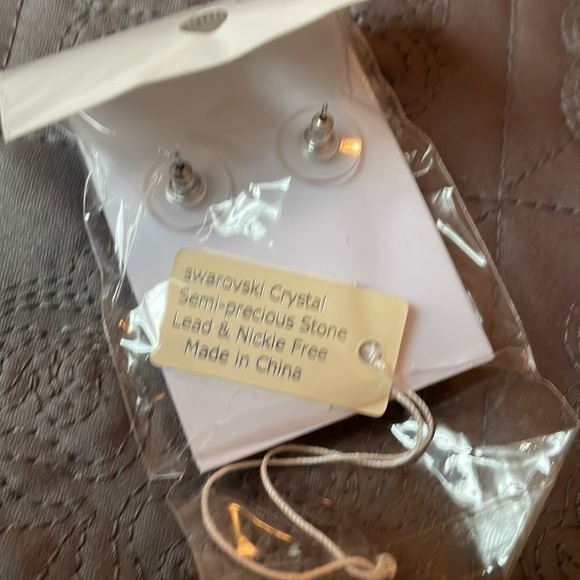 swarovski Crystal
Semi-precious Stone
Lead & Nickle Free
Made In China